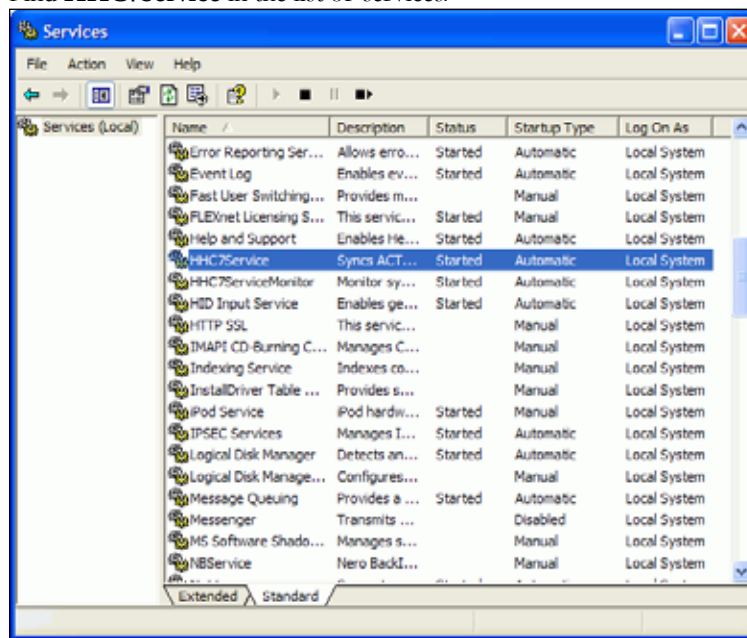 Services
File Action View Help
Services (Local)
Name Description Status Startup Type Log On As
Error Reporting Ser... Allows erro... Started Automatic Local System
Event Log Enables ev... Started Automatic Local System
Fast User Switching... Provides m... Manual Local System
FLEXnet Licensing S... This servic... Started Manual Local System
Help and Support Enables He... Started Automatic Local System
HHC7Service Syncs ACT... Started Automatic Local System
HHC7ServiceMonitor Monitor sy... Started Automatic Local System
HID Input Service Enables ge... Started Automatic Local System
HTTP SSL This servic... Manual Local System
IMAPI CD-Burning C... Manages C... Manual Local System
Indexing Service Indexes co... Manual Local System
InstallDriver Table ... Provides s... Manual Local System
iPod Service iPod hardw... Started Manual Local System
IPSEC Services Manages I... Started Automatic Local System
Logical Disk Manager Detects an... Started Automatic Local System
Logical Disk Manage... Configures... Manual Local System
Message Queuing Provides a ... Started Automatic Local System
Messenger Transmits ... Disabled Local System
MS Software Shado... Manages s... Manual Local System
NBService Nero BackI... Manual Local System
Extended Standard